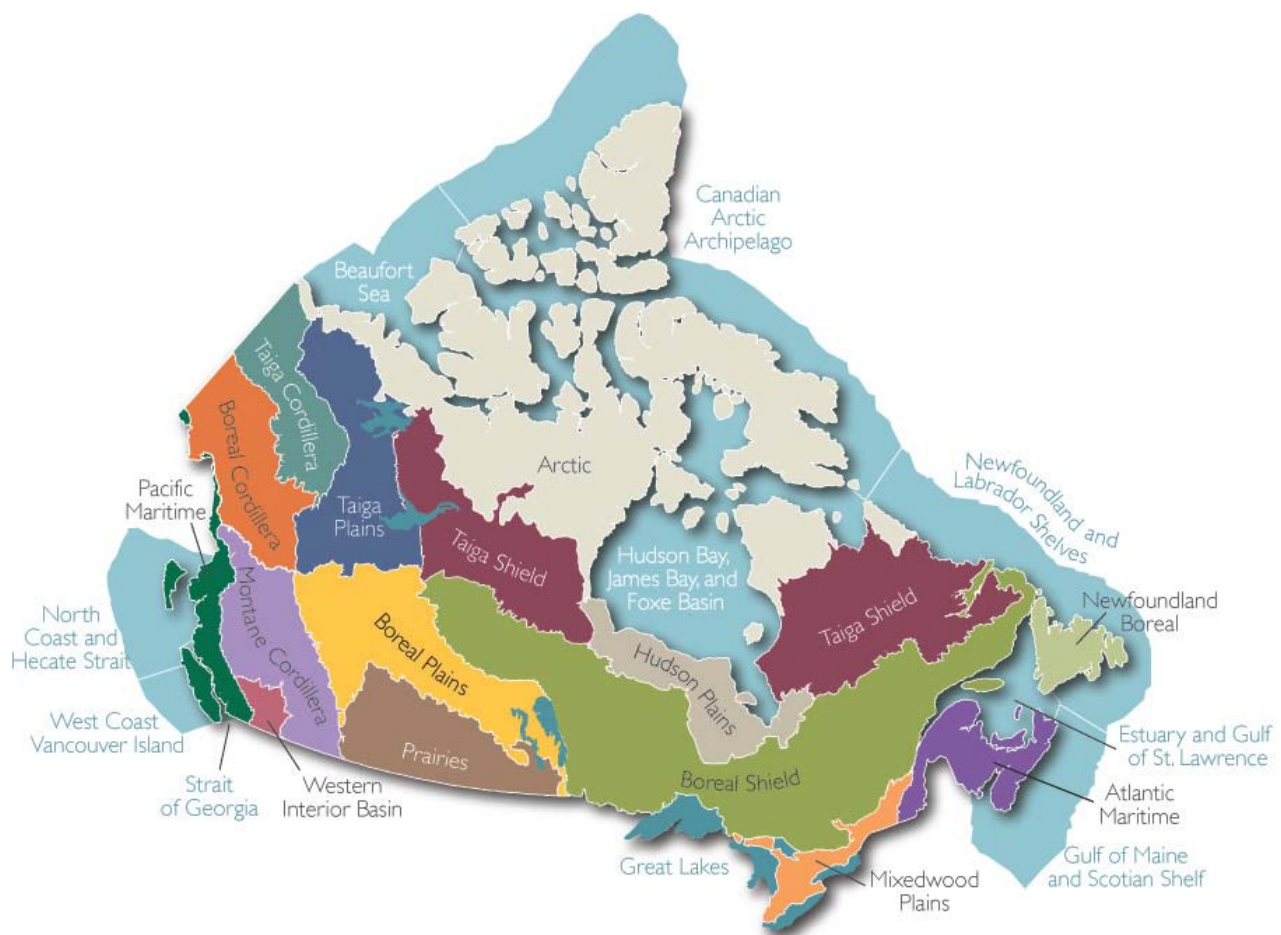 Canadian
Arctic
Archipelago
Beaufort
Sea
Taiga Cordillera
Boreal Cordillera
Arctic
Newfoundland and
Labrador Shelves
Pacific
Maritime
Taiga
Plains
Taiga Shield
Hudson Bay,
James Bay, and
Foxe Basin
Taiga Shield
Newfoundland
Boreal
North
Coast and
Hecate Strait
Montane Cordillera
Boreal Plains
Hudson Plains
West Coast
Vancouver Island
Prairies
Estuary and Gulf
of St. Lawrence
Strait
of Georgia
Western
Interior Basin
Boreal Shield
Atlantic
Maritime
Great Lakes
Mixedwood
Plains
Gulf of Maine
and Scotian Shelf